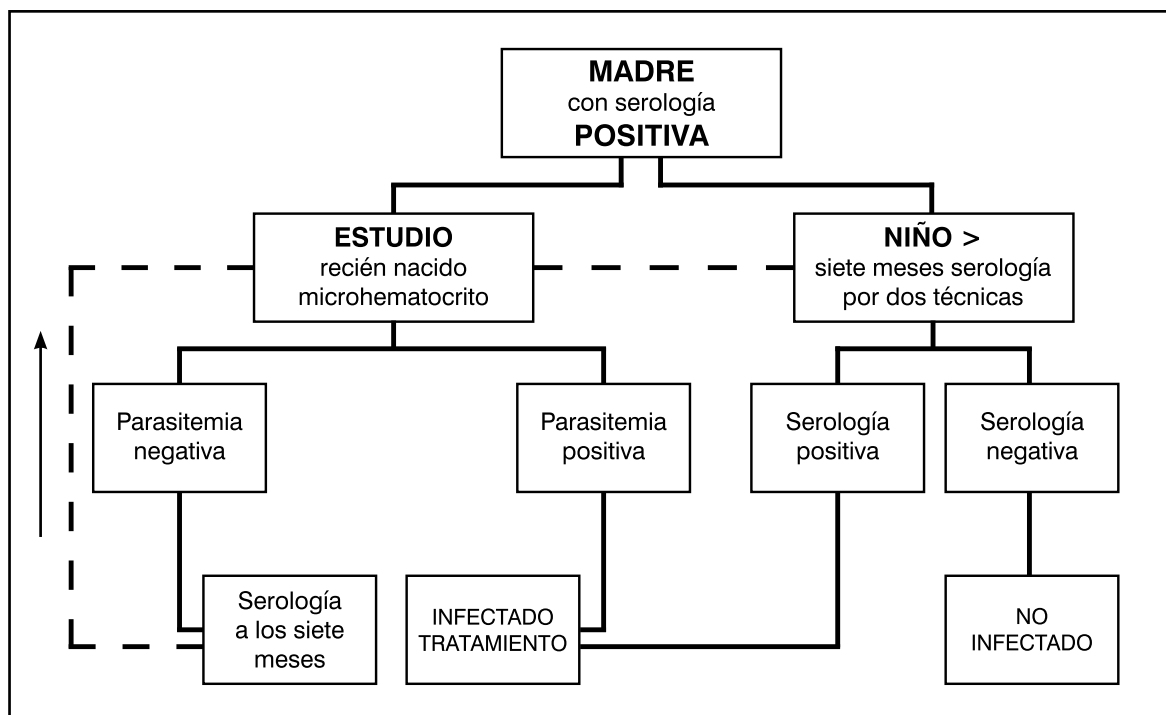 MADRE
con serología
POSITIVA
ESTUDIO
recién nacido
microhematocrito
NIÑO >
siete meses serología
por dos técnicas
Parasitemia
negativa
Parasitemia
positiva
Serología
positiva
Serología
negativa
Serología
a los siete
meses
INFECTADO
TRATAMIENTO
NO
INFECTADO